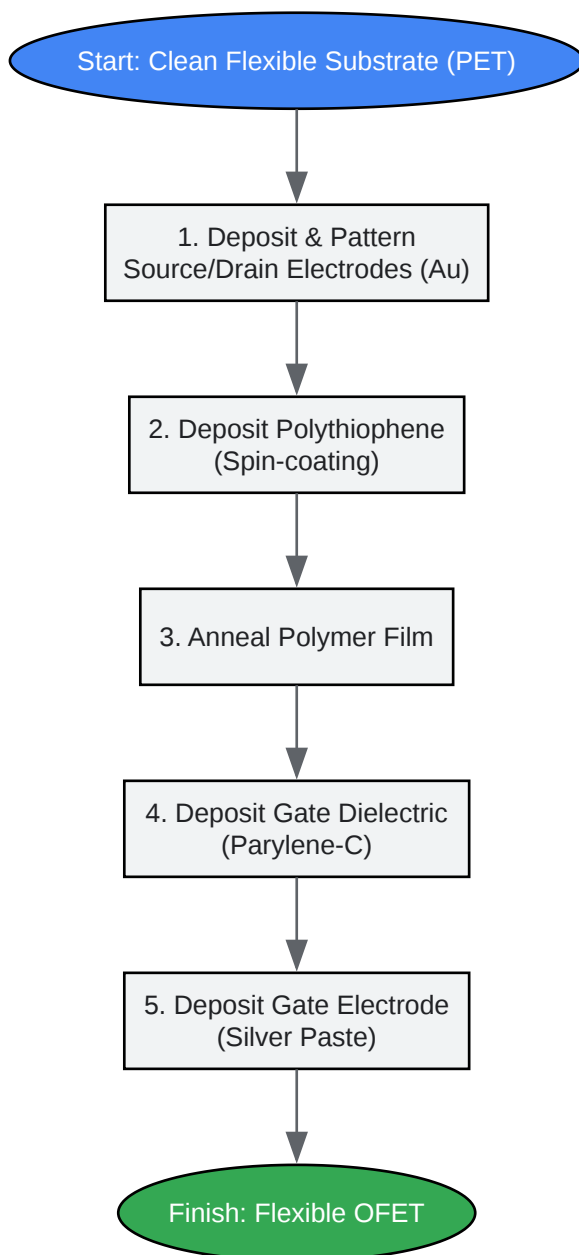 Start: Clean Flexible Substrate (PET)
1. Deposit & Pattern
Source/Drain Electrodes (Au)
2. Deposit Polythiophene
(Spin-coating)
3. Anneal Polymer Film
4. Deposit Gate Dielectric
(Parylene-C)
5. Deposit Gate Electrode
(Silver Paste)
Finish: Flexible OFET